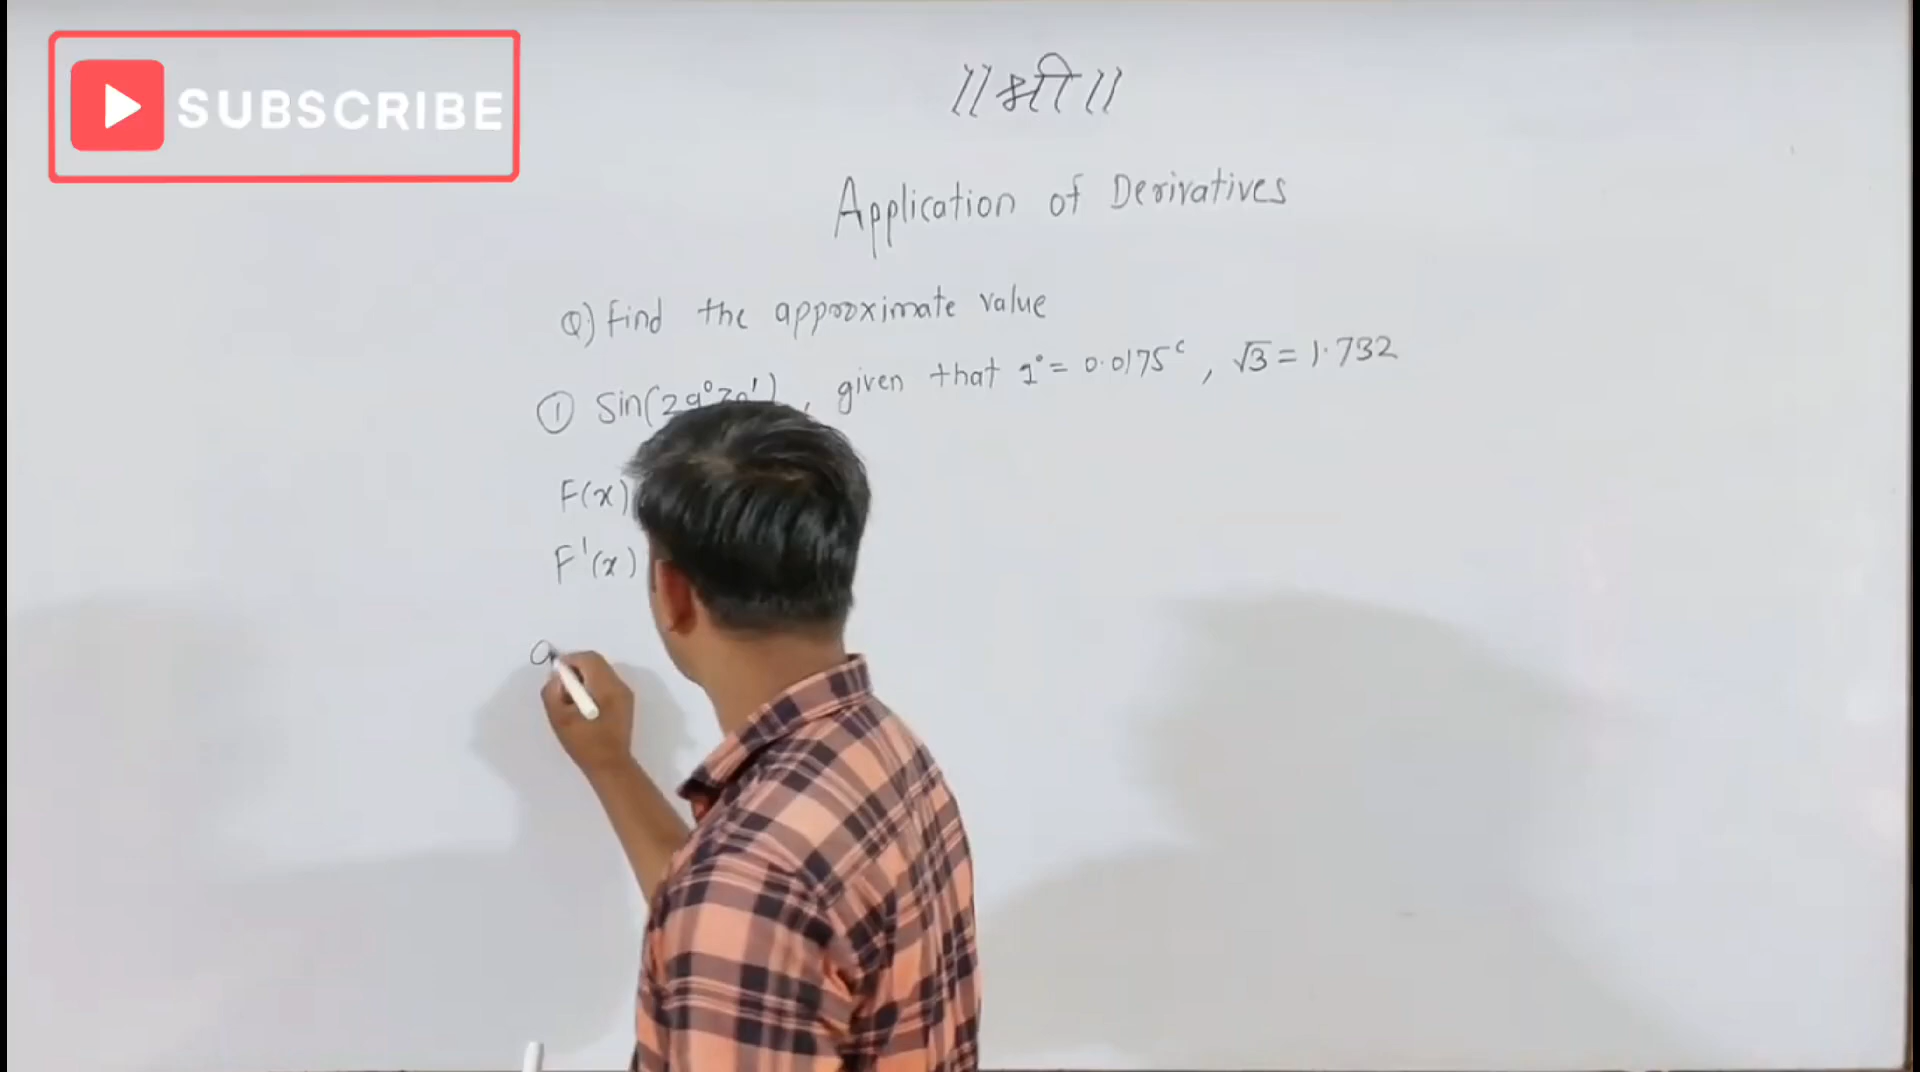 SUBSCRIBE
॥ श्री ॥
Application of Derivatives
Q) Find the approximate value
① Sin(29°30'), given that 1° = 0.0175ᶜ, √3 = 1.732
F(x)
F'(x)
a